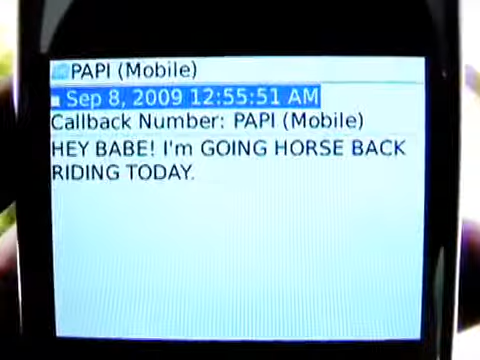 PAPI (Mobile)
Sep 8, 2009 12:55:51 AM
Callback Number: PAPI (Mobile)
HEY BABE! I'm GOING HORSE BACK
RIDING TODAY.